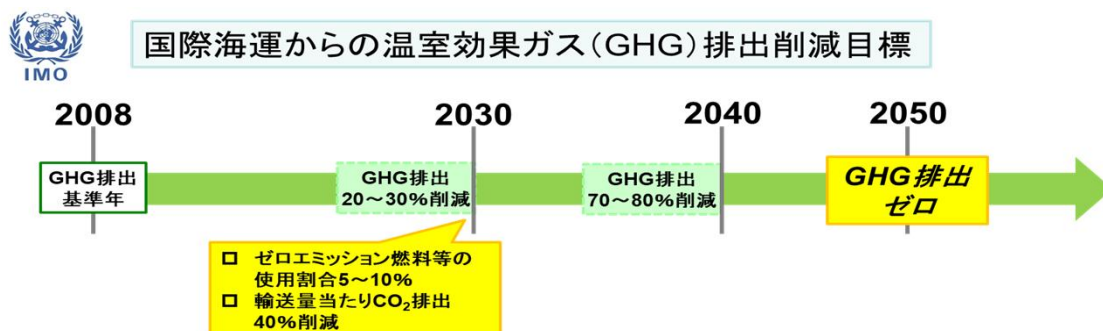 国際海運からの温室効果ガス(GHG)排出削減目標
IMO
2008
2030
2040
2050
GHG排出
基準年
GHG排出
20~30%削減
GHG排出
70~80%削減
GHG排出
ゼロ
□ ゼロエミッション燃料等の
使用割合5~10%
□ 輸送量当たりCO₂排出
40%削減